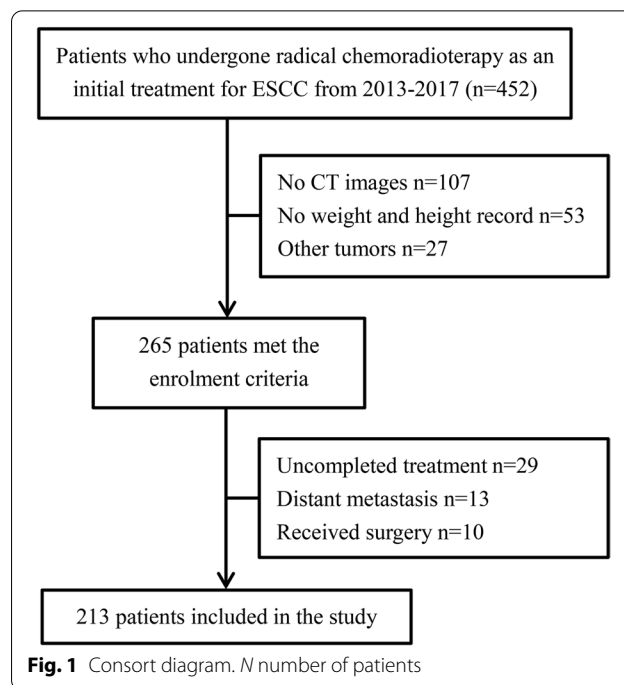 Patients who undergone radical chemoradioterapy as an
initial treatment for ESCC from 2013-2017 (n=452)
No CT images n=107
No weight and height record n=53
Other tumors n=27
265 patients met the
enrolment criteria
Uncompleted treatment n=29
Distant metastasis n=13
Received surgery n=10
213 patients included in the study
Fig. 1 Consort diagram. N number of patients